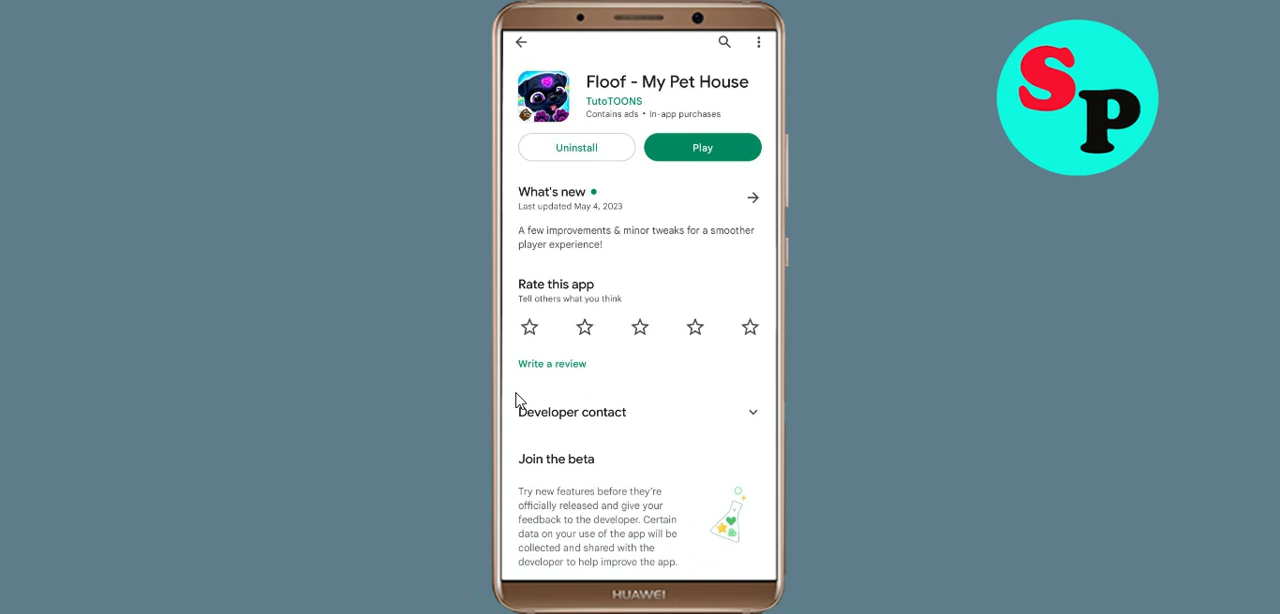 Floof - My Pet House
TutoTOONS
Contains ads • In-app purchases
Uninstall
Play
What's new
Last updated May 4, 2023
A few improvements & minor tweaks for a smoother
player experience!
Rate this app
Tell others what you think
Write a review
Developer contact
Join the beta
Try new features before they're
officially released and give your
feedback to the developer. Certain
data on your use of the app will be
collected and shared with the
developer to help improve the app.
HUAWEI
SP